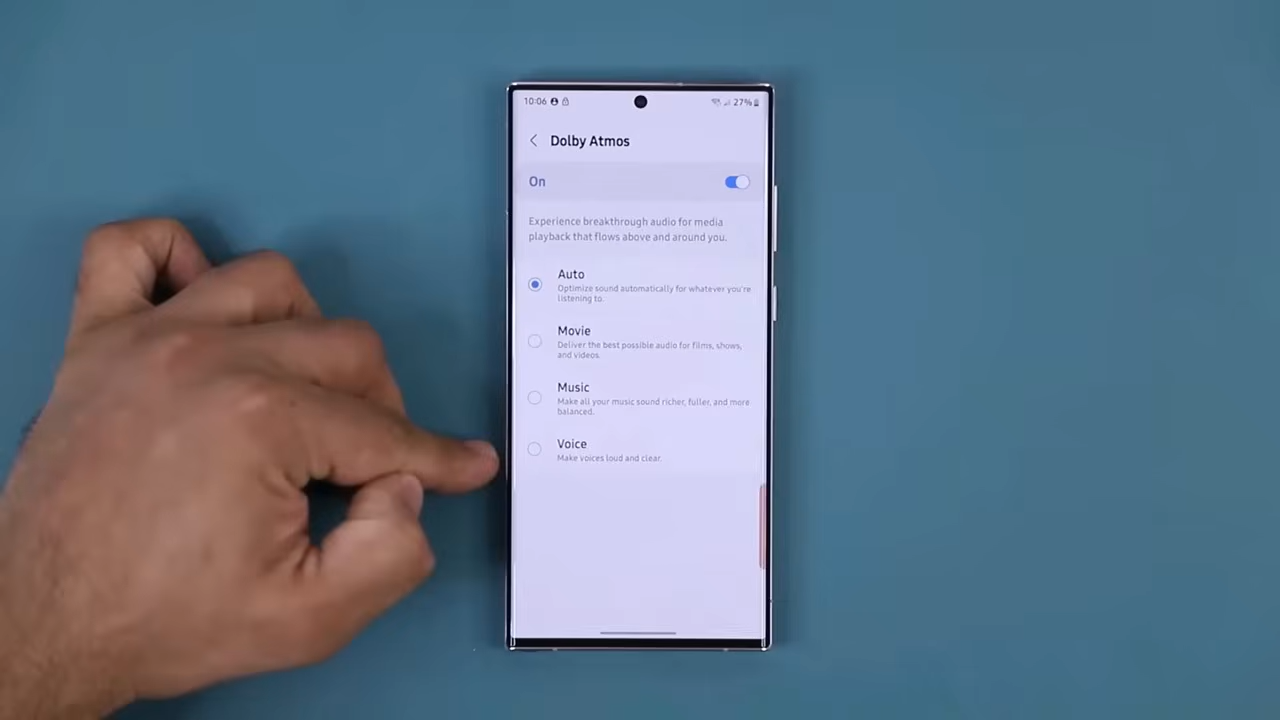 10:06
27%
Dolby Atmos
On
Experience breakthrough audio for media
playback that flows above and around you.
Auto
Optimize sound automatically for whatever you're
listening to.
Movie
Deliver the best possible audio for films, shows,
and videos.
Music
Make all your music sound richer, fuller, and more
balanced.
Voice
Make voices loud and clear.